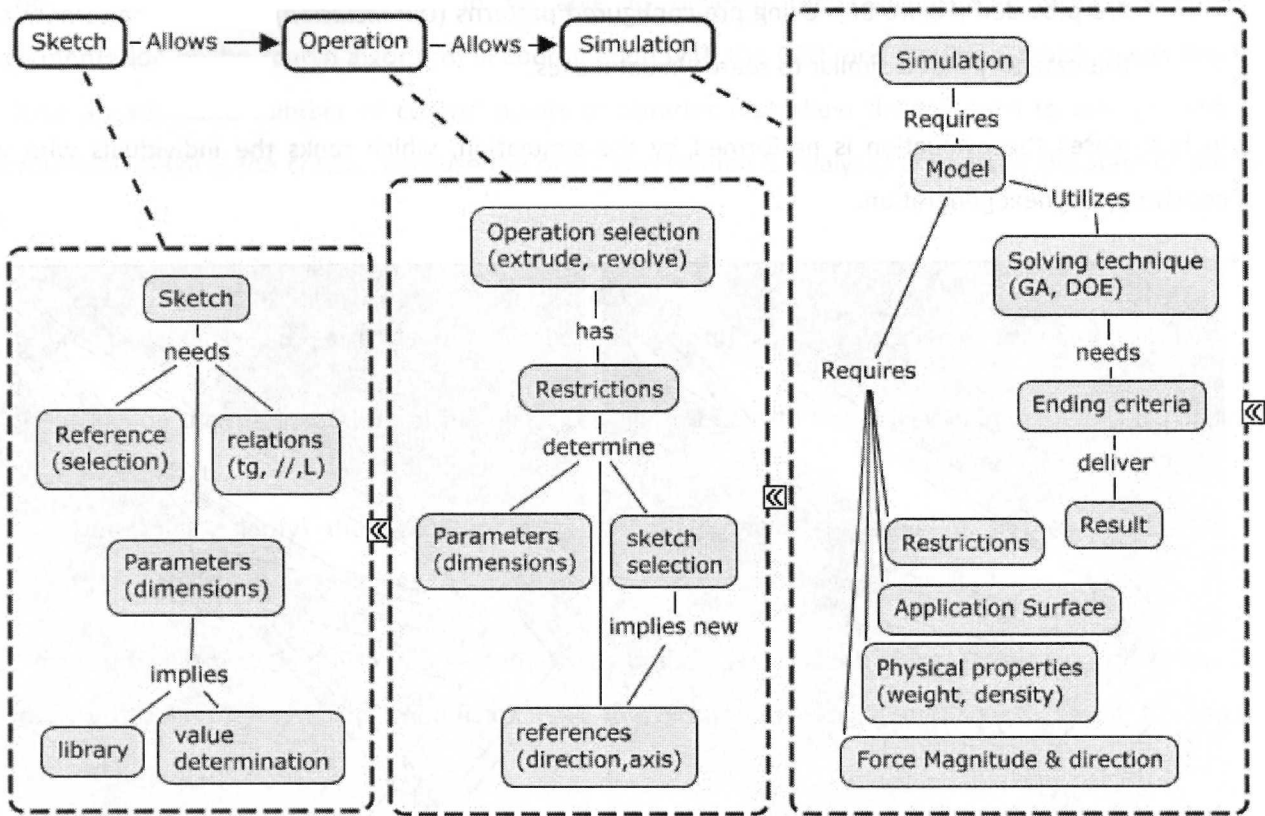 Sketch
Allows
Operation
Allows
Simulation
Sketch
needs
Reference
(selection)
relations
(tg, //,L)
Parameters
(dimensions)
implies
library
value
determination
Operation selection
(extrude, revolve)
has
Restrictions
determine
Parameters
(dimensions)
sketch
selection
implies new
references
(direction,axis)
Simulation
Requires
Model
Utilizes
Solving technique
(GA, DOE)
needs
Ending criteria
deliver
Result
Requires
Restrictions
Application Surface
Physical properties
(weight, density)
Force Magnitude & direction